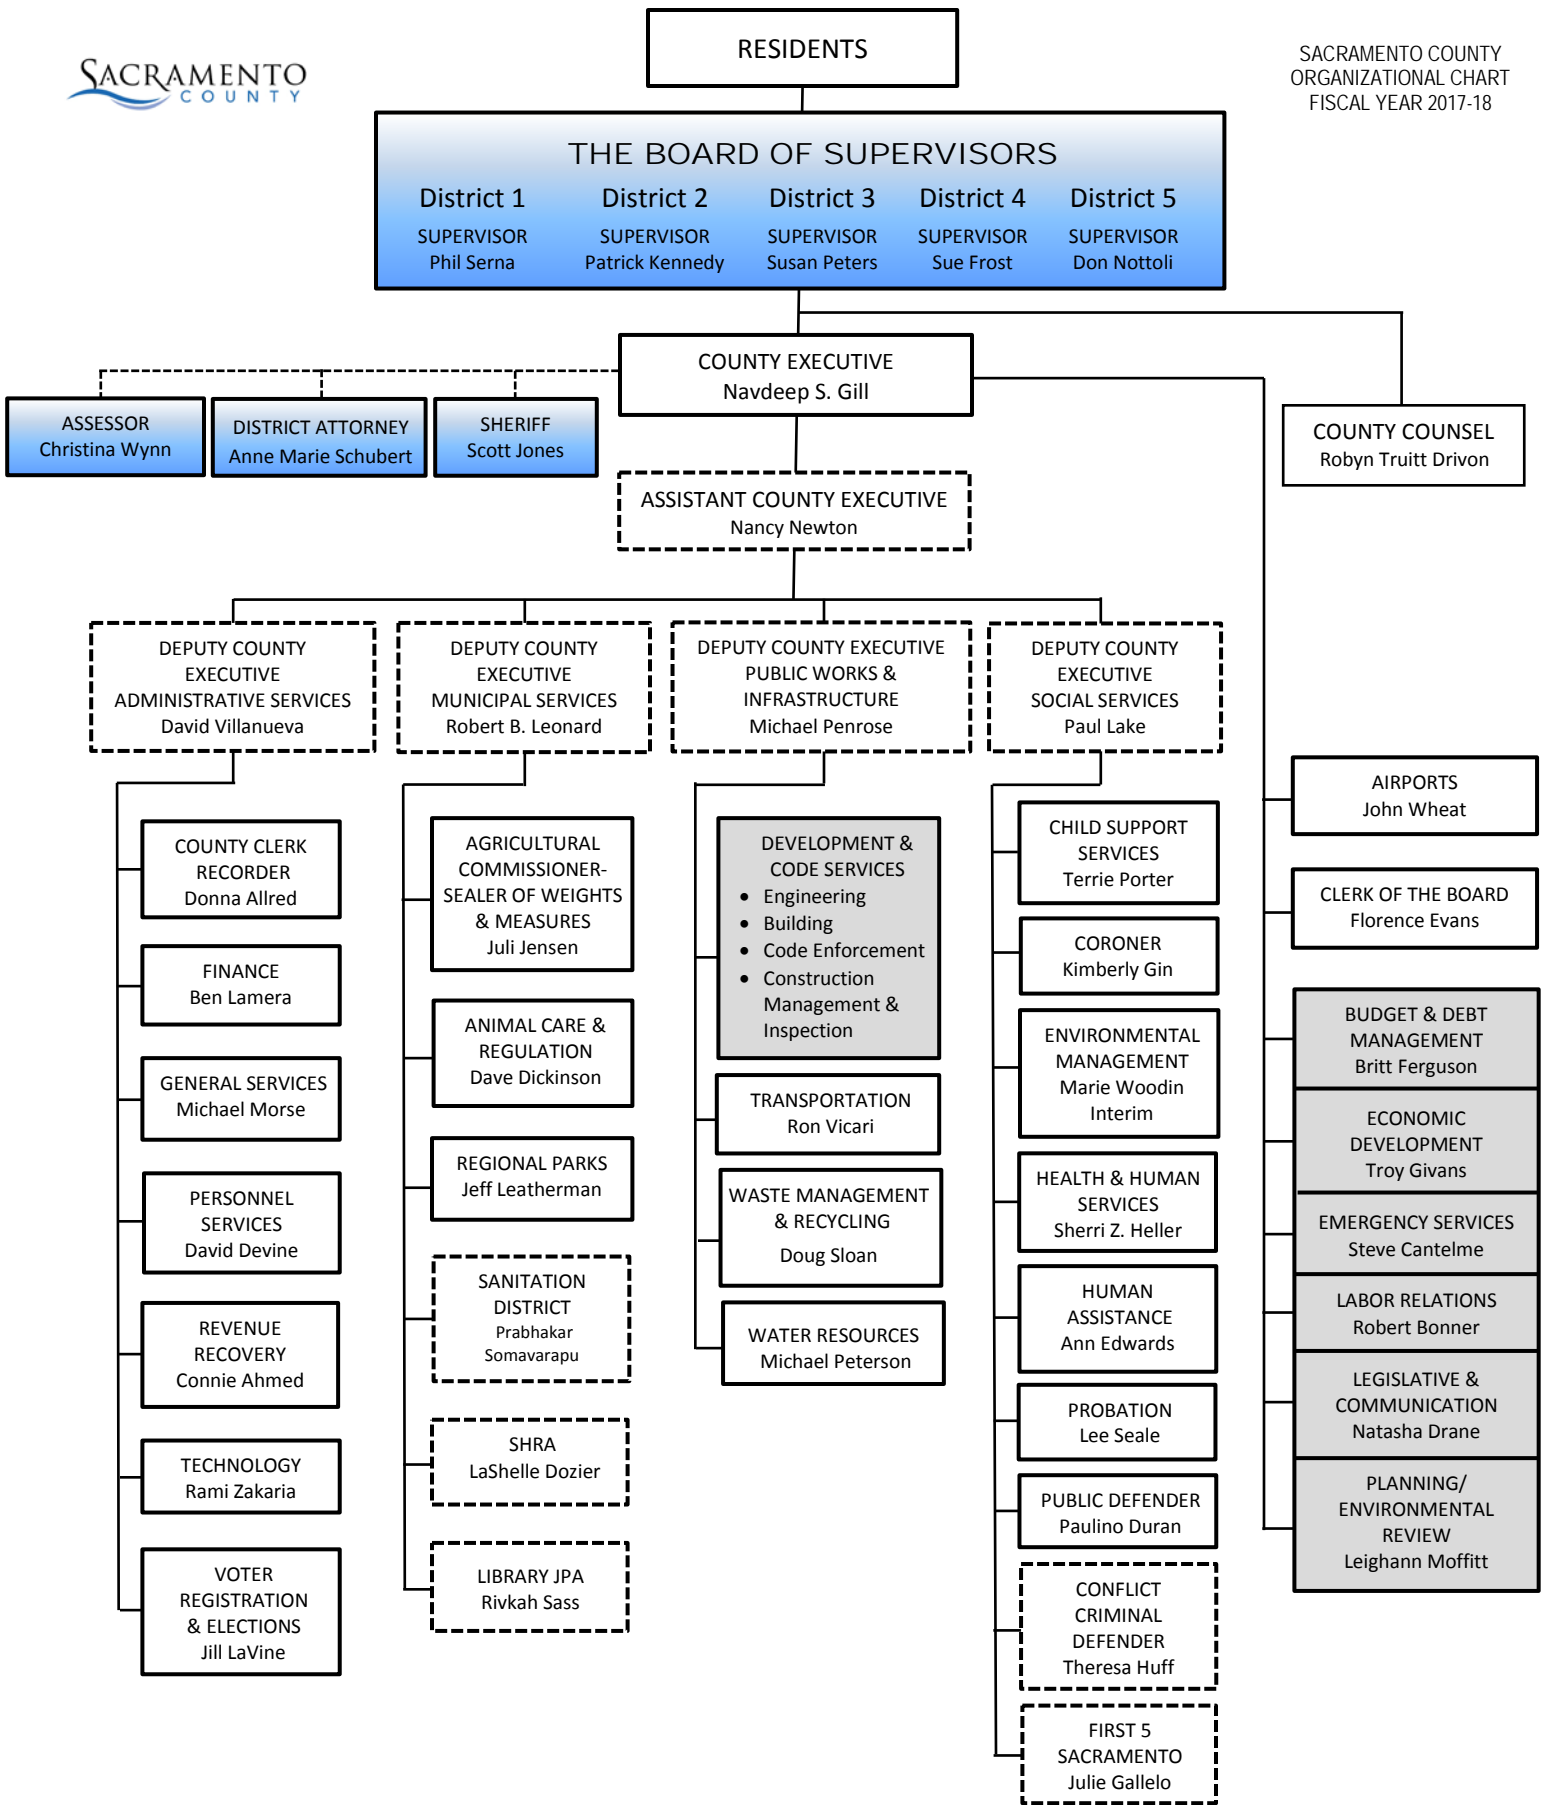 SACRAMENTO
COUNTY
RESIDENTS
SACRAMENTO COUNTY
ORGANIZATIONAL CHART
FISCAL YEAR 2017-18
THE BOARD OF SUPERVISORS
District 1
SUPERVISOR
Phil Serna
District 2
SUPERVISOR
Patrick Kennedy
District 3
SUPERVISOR
Susan Peters
District 4
SUPERVISOR
Sue Frost
District 5
SUPERVISOR
Don Nottoli
COUNTY EXECUTIVE
Navdeep S. Gill
ASSESSOR
Christina Wynn
DISTRICT ATTORNEY
Anne Marie Schubert
SHERIFF
Scott Jones
COUNTY COUNSEL
Robyn Truitt Drivon
ASSISTANT COUNTY EXECUTIVE
Nancy Newton
DEPUTY COUNTY
EXECUTIVE
ADMINISTRATIVE SERVICES
David Villanueva
DEPUTY COUNTY
EXECUTIVE
MUNICIPAL SERVICES
Robert B. Leonard
DEPUTY COUNTY EXECUTIVE
PUBLIC WORKS &
INFRASTRUCTURE
Michael Penrose
DEPUTY COUNTY
EXECUTIVE
SOCIAL SERVICES
Paul Lake
COUNTY CLERK
RECORDER
Donna Allred
FINANCE
Ben Lamera
GENERAL SERVICES
Michael Morse
PERSONNEL
SERVICES
David Devine
REVENUE
RECOVERY
Connie Ahmed
TECHNOLOGY
Rami Zakaria
VOTER
REGISTRATION
& ELECTIONS
Jill LaVine
AGRICULTURAL
COMMISSIONER-
SEALER OF WEIGHTS
& MEASURES
Juli Jensen
ANIMAL CARE &
REGULATION
Dave Dickinson
REGIONAL PARKS
Jeff Leatherman
SANITATION
DISTRICT
Prabhakar
Somavarapu
SHRA
LaShelle Dozier
LIBRARY JPA
Rivkah Sass
DEVELOPMENT &
CODE SERVICES
• Engineering
• Building
• Code Enforcement
• Construction
Management &
Inspection
TRANSPORTATION
Ron Vicari
WASTE MANAGEMENT
& RECYCLING
Doug Sloan
WATER RESOURCES
Michael Peterson
CHILD SUPPORT
SERVICES
Terrie Porter
CORONER
Kimberly Gin
ENVIRONMENTAL
MANAGEMENT
Marie Woodin
Interim
HEALTH & HUMAN
SERVICES
Sherri Z. Heller
HUMAN
ASSISTANCE
Ann Edwards
PROBATION
Lee Seale
PUBLIC DEFENDER
Paulino Duran
CONFLICT
CRIMINAL
DEFENDER
Theresa Huff
FIRST 5
SACRAMENTO
Julie Gallelo
AIRPORTS
John Wheat
CLERK OF THE BOARD
Florence Evans
BUDGET & DEBT
MANAGEMENT
Britt Ferguson
ECONOMIC
DEVELOPMENT
Troy Givans
EMERGENCY SERVICES
Steve Cantelme
LABOR RELATIONS
Robert Bonner
LEGISLATIVE &
COMMUNICATION
Natasha Drane
PLANNING/
ENVIRONMENTAL
REVIEW
Leighann Moffitt